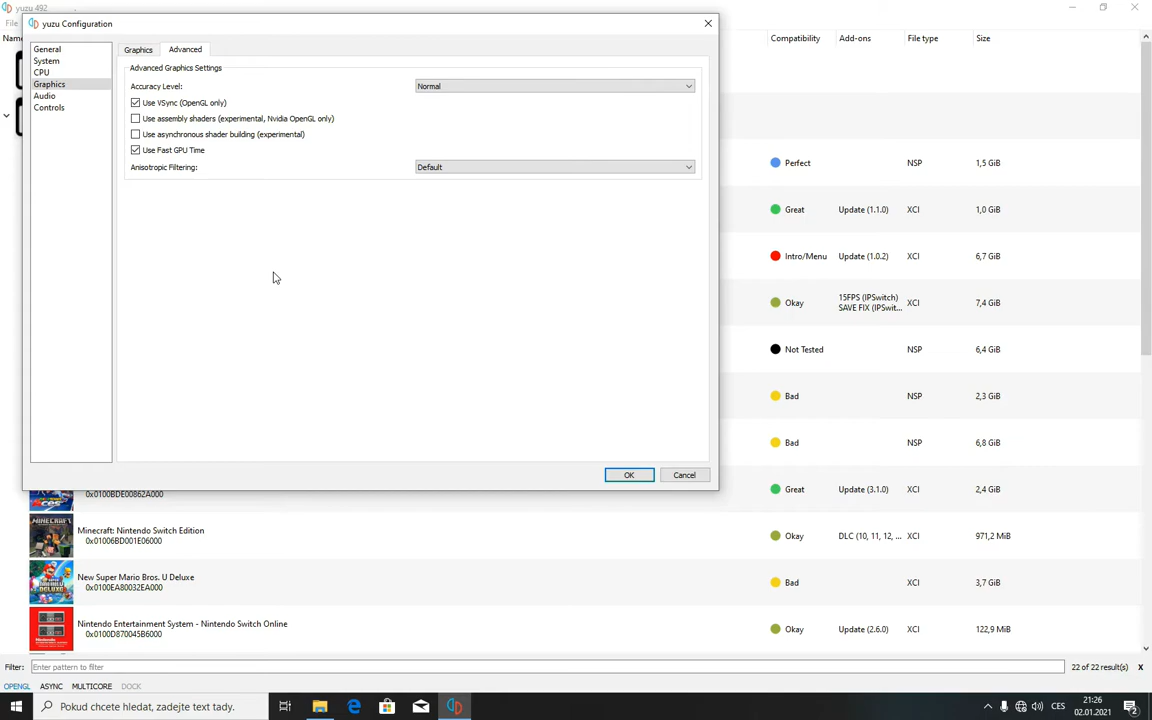 yuzu 492
File
yuzu Configuration
General
System
CPU
Graphics
Audio
Controls
Graphics
Advanced
Advanced Graphics Settings
Accuracy Level:
Normal
Use VSync (OpenGL only)
Use assembly shaders (experimental, Nvidia OpenGL only)
Use asynchronous shader building (experimental)
Use Fast GPU Time
Anisotropic Filtering:
Default
OK
Cancel
Compatibility Add-ons File type Size
Perfect NSP 1,5 GiB
Great Update (1.1.0) XCI 1,0 GiB
Intro/Menu Update (1.0.2) XCI 6,7 GiB
Okay 15FPS (IPSwitch) XCI 7,4 GiB
SAVE FIX (IPSwit...
Not Tested NSP 6,4 GiB
Bad NSP 2,3 GiB
Bad NSP 6,8 GiB
0x0100BDE00862A000 Great Update (3.1.0) XCI 2,4 GiB
Minecraft: Nintendo Switch Edition
0x01006BD001E06000 Okay DLC (10, 11, 12, ... XCI 971,2 MiB
New Super Mario Bros. U Deluxe
0x0100EA80032EA000 Bad XCI 3,7 GiB
Nintendo Entertainment System - Nintendo Switch Online
0x0100D870045B6000 Okay Update (2.6.0) XCI 122,9 MiB
Filter: Enter pattern to filter 22 of 22 result(s) X
OPENGL ASYNC MULTICORE DOCK
Pokud chcete hledat, zadejte text tady.
CES
21:26
02.01.2021
2